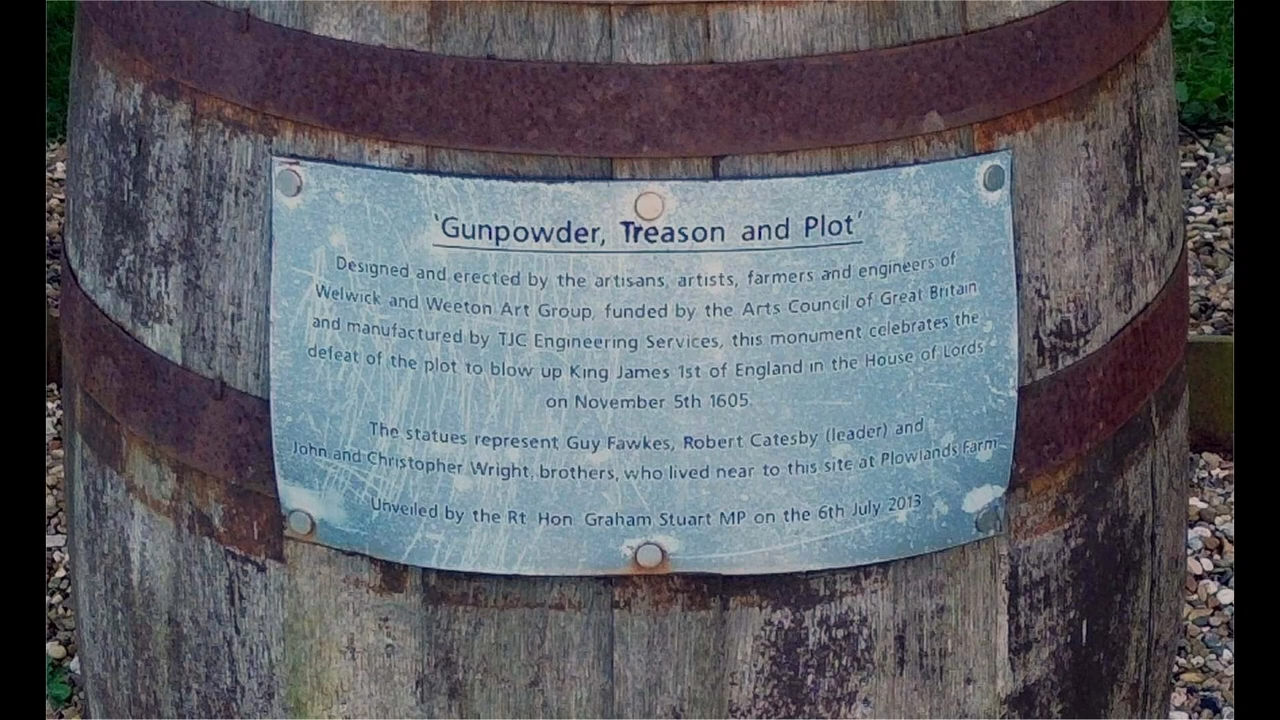 'Gunpowder, Treason and Plot'
Designed and erected by the artisans, artists, farmers and engineers of
Welwick and Weeton Art Group, funded by the Arts Council of Great Britain
and manufactured by TJC Engineering Services, this monument celebrates the
defeat of the plot to blow up King James 1st of England in the House of Lords
on November 5th 1605.
The statues represent Guy Fawkes, Robert Catesby (leader) and
John and Christopher Wright, brothers, who lived near to this site at Plowlands Farm
Unveiled by the Rt Hon Graham Stuart MP on the 6th July 2013